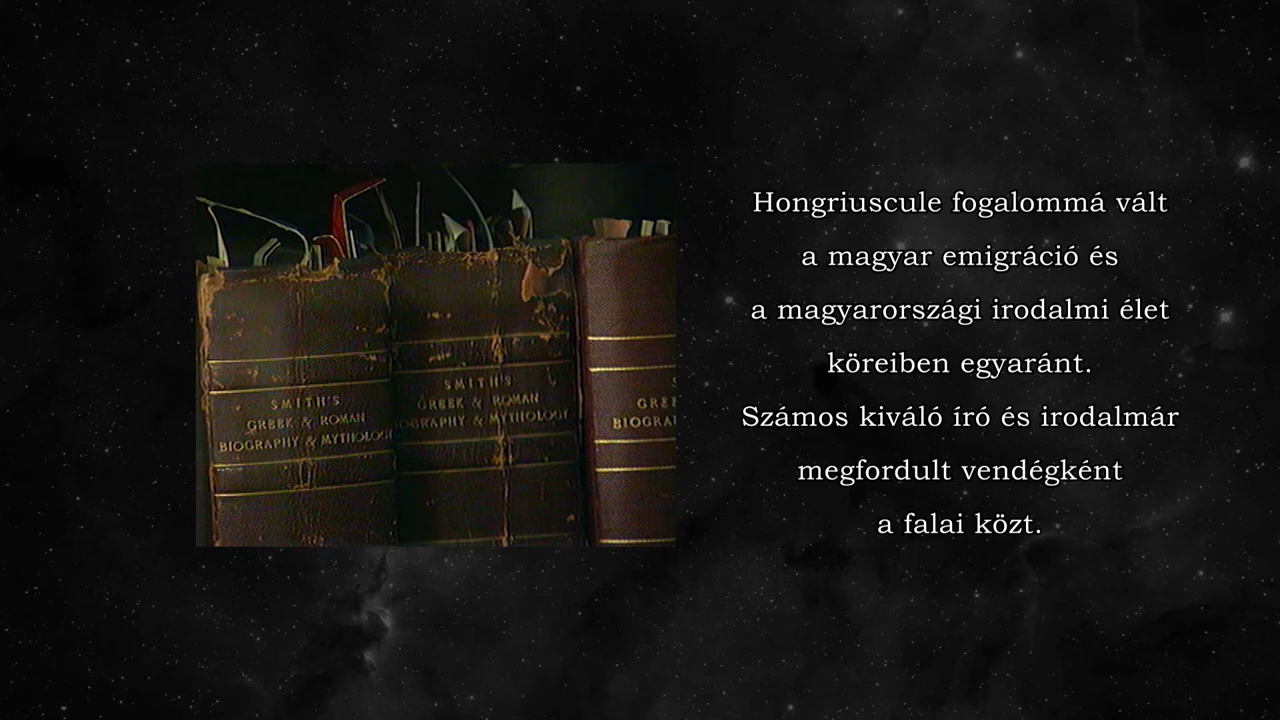 SMITH'S
GREEK & ROMAN
BIOGRAPHY & MYTHOLOGY
SMITH'S
GREEK & ROMAN
BIOGRAPHY & MYTHOLOGY
Hongriuscule fogalommá vált
a magyar emigráció és
a magyarországi irodalmi élet
köreiben egyaránt.
Számos kiváló író és irodalmár
megfordult vendégként
a falai közt.